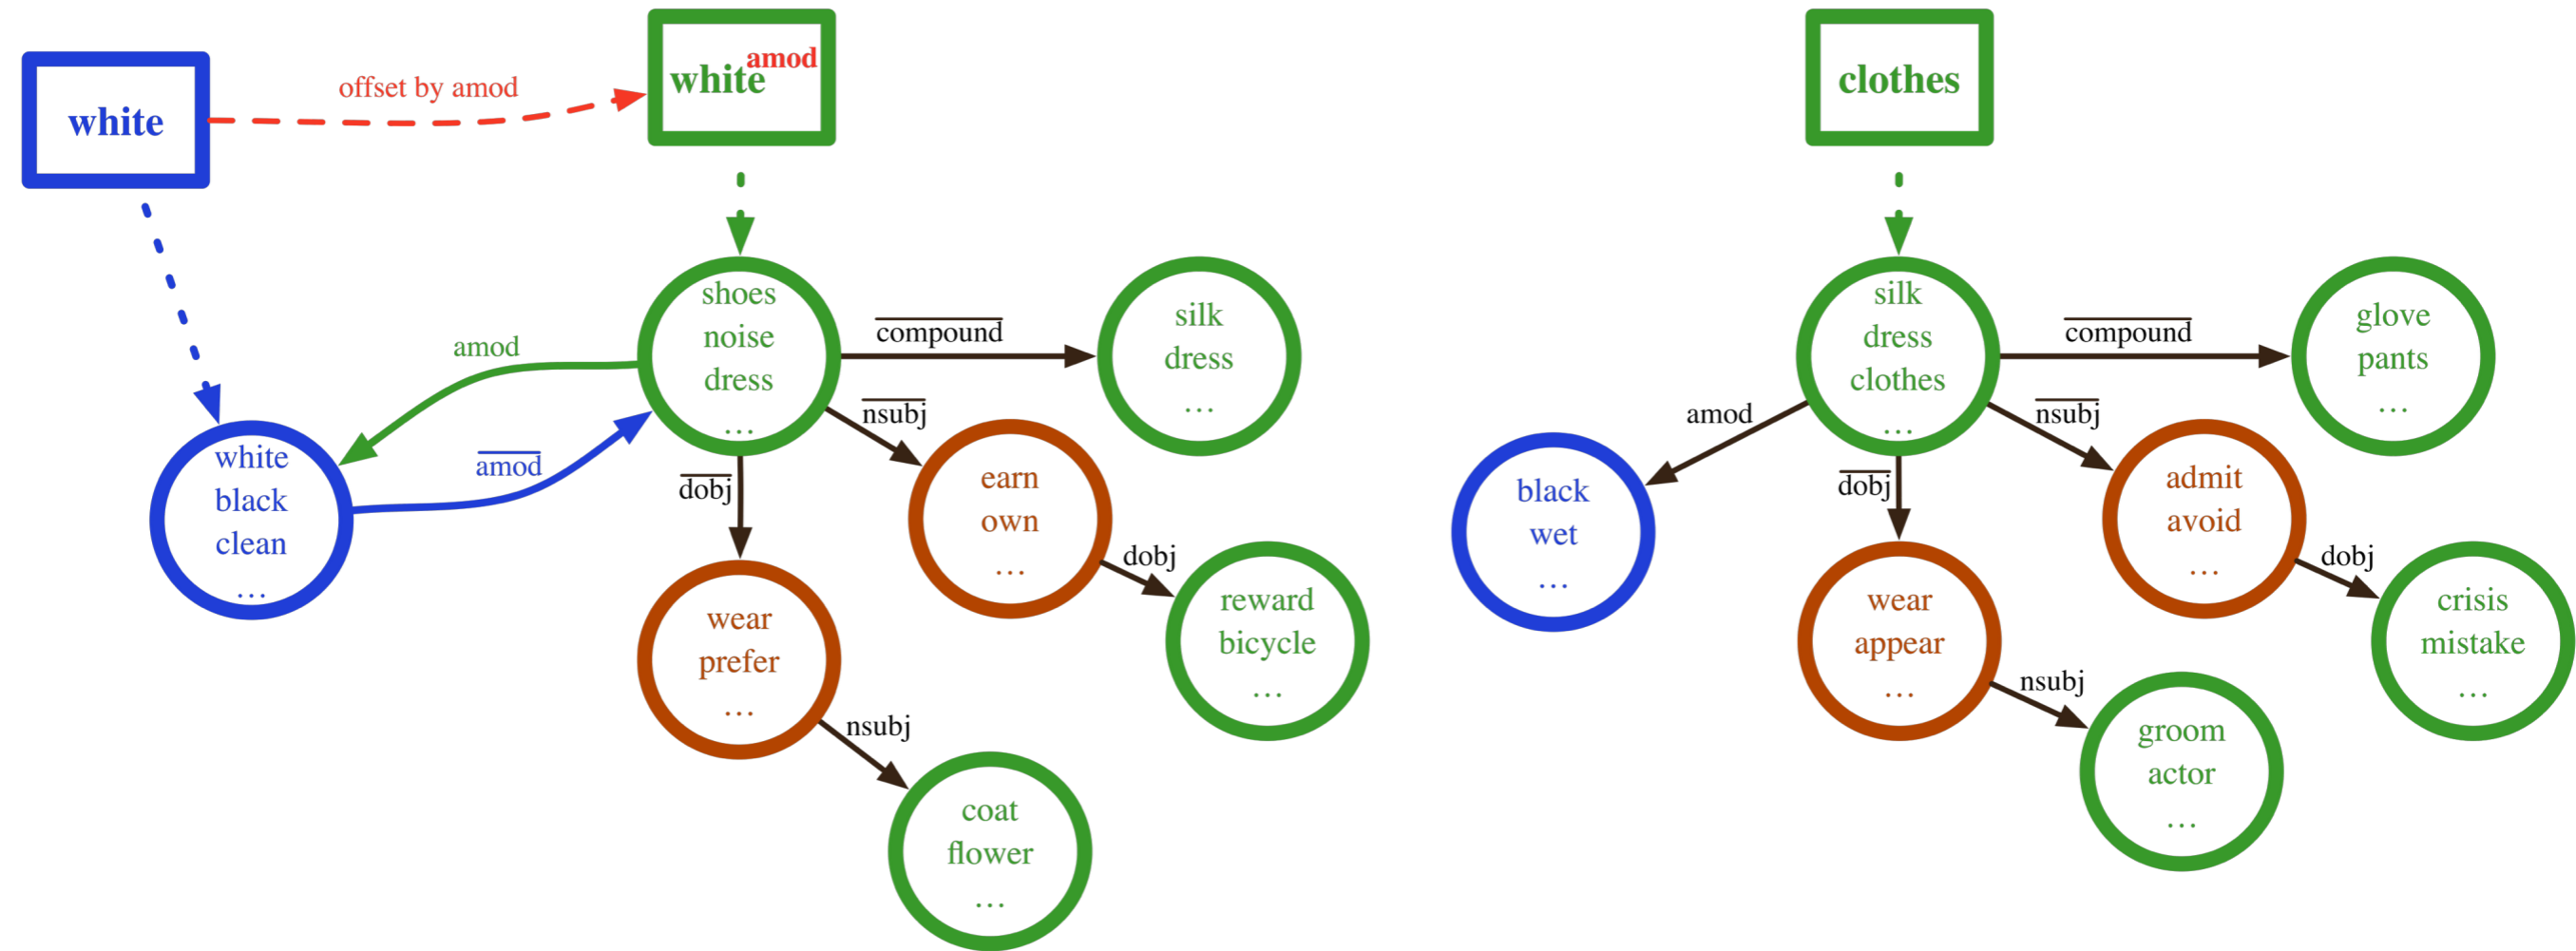 white
offset by amod
white^amod
shoes
noise
dress
...
amod
amod
white
black
clean
...
compound
silk
dress
...
nsubj
earn
own
...
dobj
reward
bicycle
...
dobj
wear
prefer
...
nsubj
coat
flower
...
clothes
silk
dress
clothes
...
compound
glove
pants
...
amod
black
wet
...
nsubj
admit
avoid
...
dobj
crisis
mistake
...
dobj
wear
appear
...
nsubj
groom
actor
...